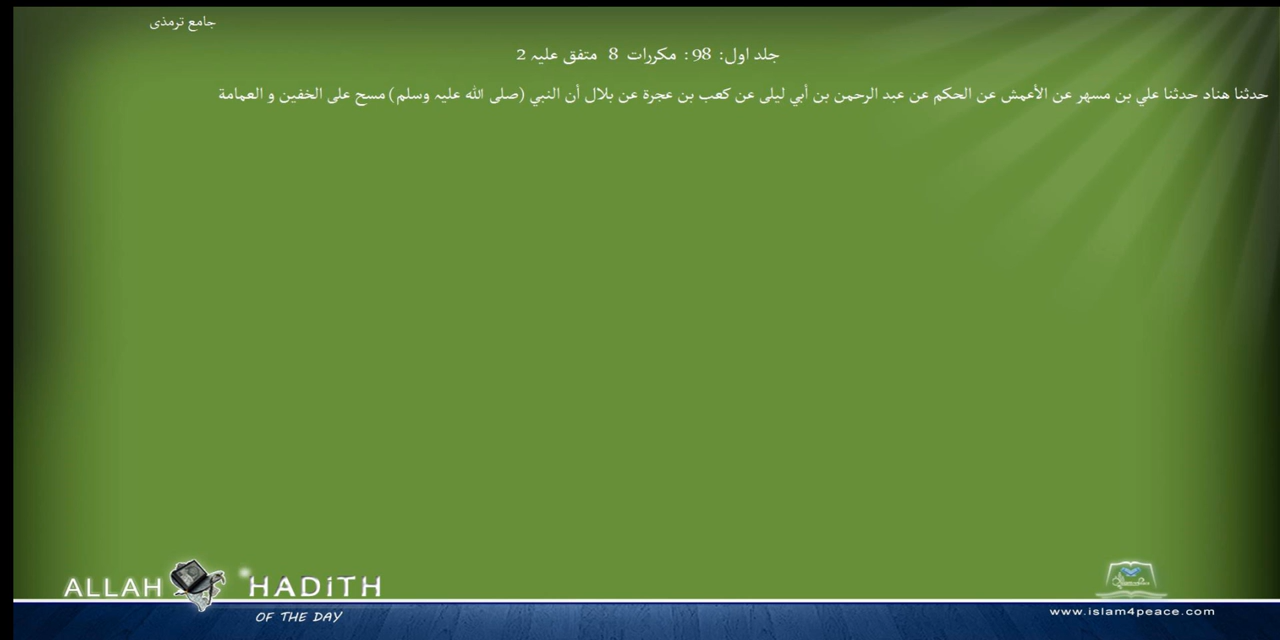 جامع ترمذی
جلد اول: 98 : مکررات 8 متفق علیہ 2
حدثنا هناد حدثنا علي بن مسهر عن الأعمش عن الحكم عن عبد الرحمن بن أبي ليلى عن كعب بن عجرة عن بلال أن النبي (صلی اللہ علیہ وسلم) مسح على الخفين و العمامة
ALLAH HADITH
OF THE DAY
www.islam4peace.com